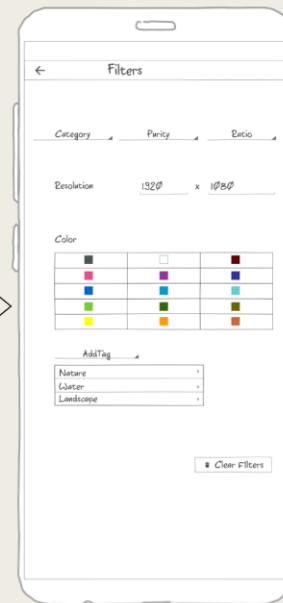 Filters
Category Purity Ratio
Resolution 1920 x 1080
Color
AddTag
Nature
Water
Landscape
Clear Filters